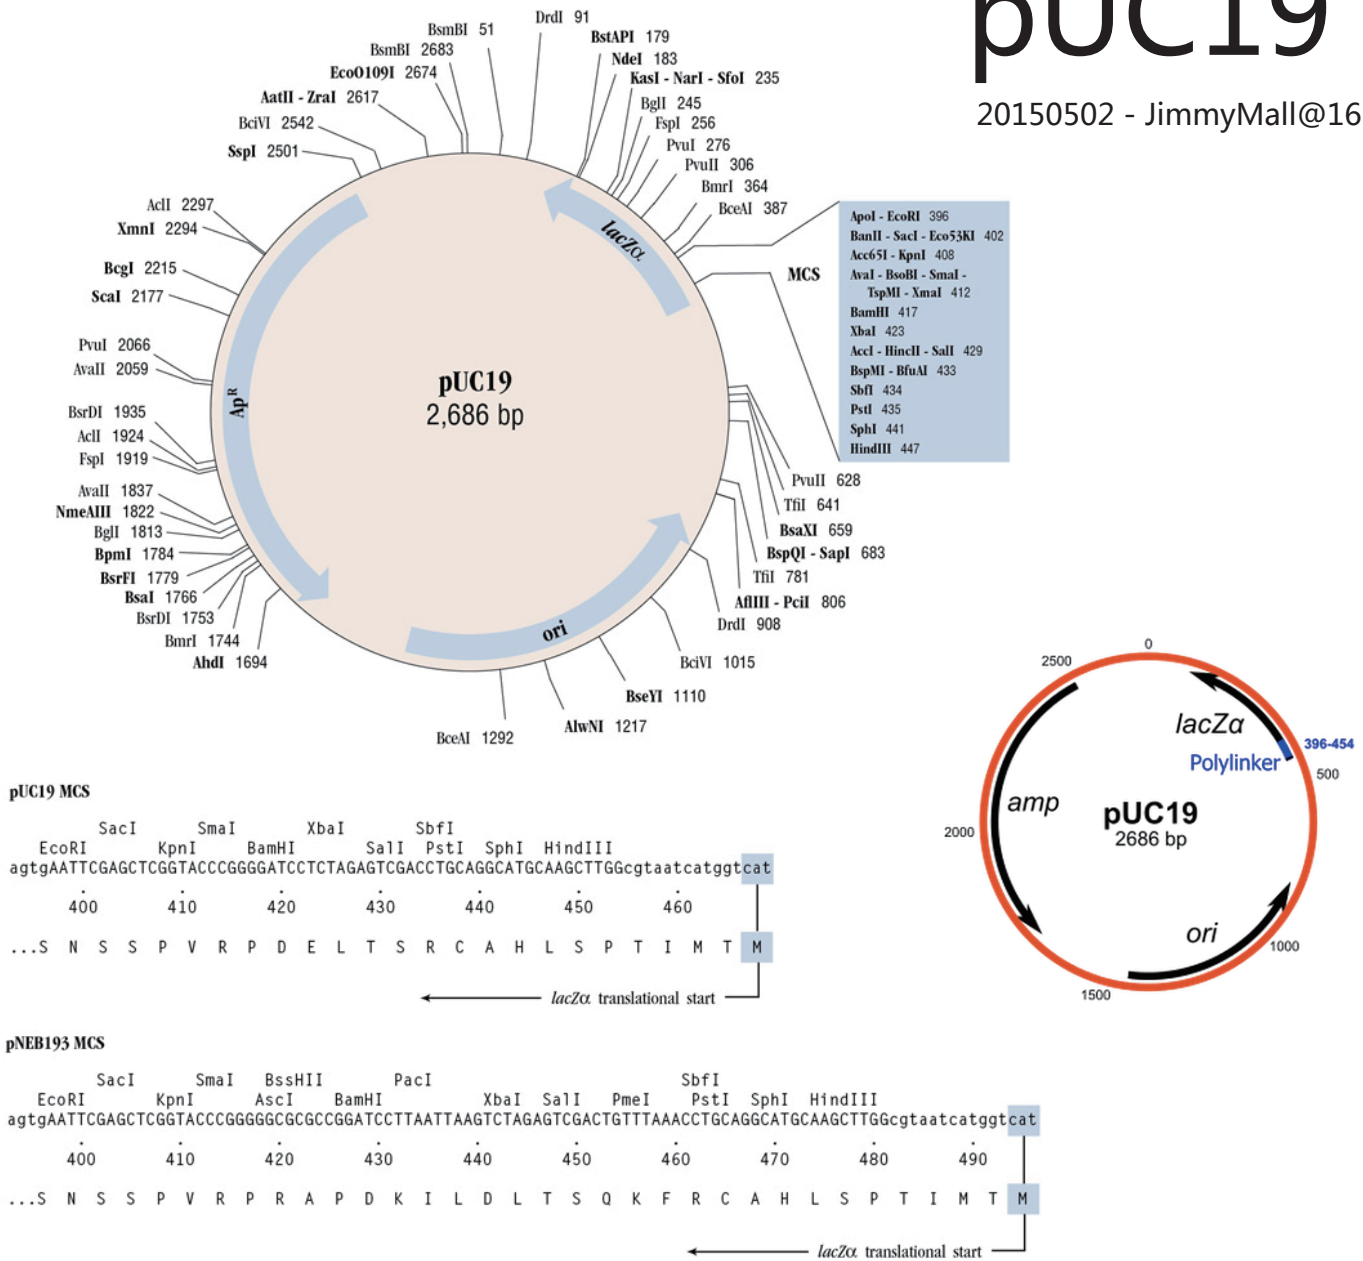 pUC19
20150502 - JimmyMall@16
DrdI 91
BsmBI 51
BsmBI 2683
EcoO109I 2674
AatII - ZraI 2617
BciVI 2542
SspI 2501
BstAPI 179
NdeI 183
KasI - NarI - SfoI 235
BglI 245
FspI 256
PvuI 276
PvuII 306
BmrI 364
BceAI 387
AclI 2297
XmnI 2294
BcgI 2215
ScaI 2177
PvuI 2066
AvaII 2059
BsrDI 1935
AclI 1924
FspI 1919
AvaII 1837
NmeAIII 1822
BglI 1813
BpmI 1784
BsrFI 1779
BsaI 1766
BsrDI 1753
BmrI 1744
AhdI 1694
lacZα
ApR
pUC19
2,686 bp
ori
MCS
ApoI - EcoRI 396
BanII - SacI - Eco53KI 402
Acc65I - KpnI 408
AvaI - BsoBI - SmaI -
TspMI - XmaI 412
BamHI 417
XbaI 423
AccI - HincII - SalI 429
BspMI - BfuAI 433
SbfI 434
PstI 435
SphI 441
HindIII 447
PvuII 628
TfiI 641
BsaXI 659
BspQI - SapI 683
TfiI 781
AflIII - PciI 806
DrdI 908
BciVI 1015
BseYI 1110
AlwNI 1217
BceAI 1292
0
2500
lacZα
396-454
Polylinker
500
amp
pUC19
2686 bp
2000
ori
1000
1500
pUC19 MCS
SacI SmaI XbaI SbfI
EcoRI KpnI BamHI SalI PstI SphI HindIII
agtgAATTCGAGCTCGGTACCCGGGGATCCTCTAGAGTCGACCTGCAGGCATGCAAGCTTGGcgtaatcatggtcat
400 410 420 430 440 450 460
...S N S S P V R P D E L T S R C A H L S P T I M T M
lacZα translational start
pNEB193 MCS
SacI SmaI BssHII PacI SbfI
EcoRI KpnI AscI BamHI XbaI SalI PmeI PstI SphI HindIII
agtgAATTCGAGCTCGGTACCCGGGGGCGCGCCGGATCCTTAATTAAGTCTAGAGTCGACTGTTTAAACCTGCAGGCATGCAAGCTTGGcgtaatcatggtcat
400 410 420 430 440 450 460 470 480 490
...S N S S P V R P R A P D K I L D L T S Q K F R C A H L S P T I M T M
lacZα translational start